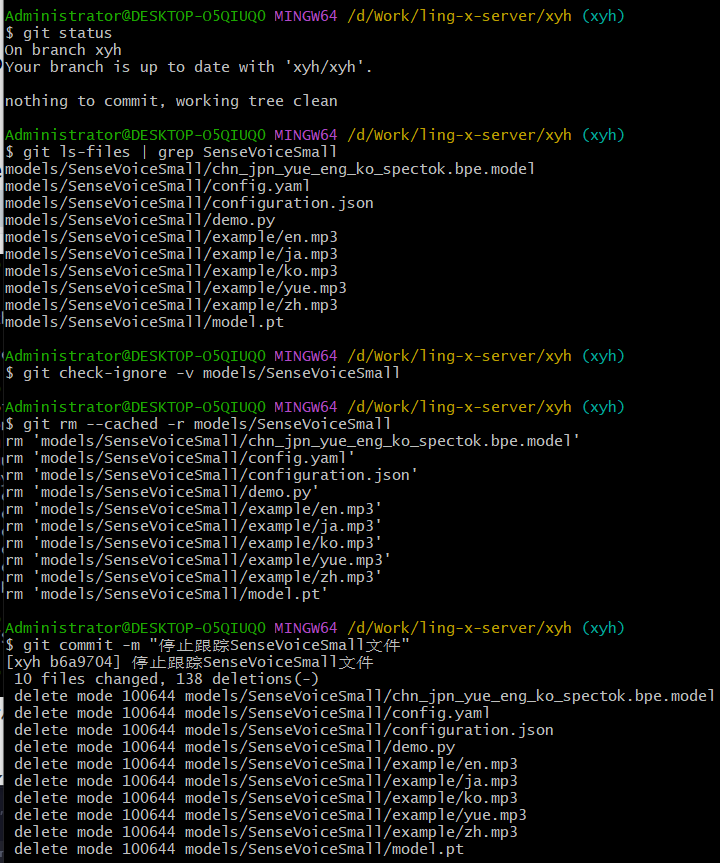 Administrator@DESKTOP-O5QIUQO MINGW64 /d/Work/ling-x-server/xyh (xyh)
$ git status
On branch xyh
Your branch is up to date with 'xyh/xyh'.
nothing to commit, working tree clean
Administrator@DESKTOP-O5QIUQO MINGW64 /d/Work/ling-x-server/xyh (xyh)
$ git ls-files | grep SenseVoiceSmall
models/SenseVoiceSmall/chn_jpn_yue_eng_ko_spectok.bpe.model
models/SenseVoiceSmall/config.yaml
models/SenseVoiceSmall/configuration.json
models/SenseVoiceSmall/demo.py
models/SenseVoiceSmall/example/en.mp3
models/SenseVoiceSmall/example/ja.mp3
models/SenseVoiceSmall/example/ko.mp3
models/SenseVoiceSmall/example/yue.mp3
models/SenseVoiceSmall/example/zh.mp3
models/SenseVoiceSmall/model.pt
Administrator@DESKTOP-O5QIUQO MINGW64 /d/Work/ling-x-server/xyh (xyh)
$ git check-ignore -v models/SenseVoiceSmall
Administrator@DESKTOP-O5QIUQO MINGW64 /d/Work/ling-x-server/xyh (xyh)
$ git rm --cached -r models/SenseVoiceSmall
rm 'models/SenseVoiceSmall/chn_jpn_yue_eng_ko_spectok.bpe.model'
rm 'models/SenseVoiceSmall/config.yaml'
rm 'models/SenseVoiceSmall/configuration.json'
rm 'models/SenseVoiceSmall/demo.py'
rm 'models/SenseVoiceSmall/example/en.mp3'
rm 'models/SenseVoiceSmall/example/ja.mp3'
rm 'models/SenseVoiceSmall/example/ko.mp3'
rm 'models/SenseVoiceSmall/example/yue.mp3'
rm 'models/SenseVoiceSmall/example/zh.mp3'
rm 'models/SenseVoiceSmall/model.pt'
Administrator@DESKTOP-O5QIUQO MINGW64 /d/Work/ling-x-server/xyh (xyh)
$ git commit -m "停止跟踪SenseVoiceSmall文件"
[xyh b6a9704] 停止跟踪SenseVoiceSmall文件
10 files changed, 138 deletions(-)
delete mode 100644 models/SenseVoiceSmall/chn_jpn_yue_eng_ko_spectok.bpe.model
delete mode 100644 models/SenseVoiceSmall/config.yaml
delete mode 100644 models/SenseVoiceSmall/configuration.json
delete mode 100644 models/SenseVoiceSmall/demo.py
delete mode 100644 models/SenseVoiceSmall/example/en.mp3
delete mode 100644 models/SenseVoiceSmall/example/ja.mp3
delete mode 100644 models/SenseVoiceSmall/example/ko.mp3
delete mode 100644 models/SenseVoiceSmall/example/yue.mp3
delete mode 100644 models/SenseVoiceSmall/example/zh.mp3
delete mode 100644 models/SenseVoiceSmall/model.pt